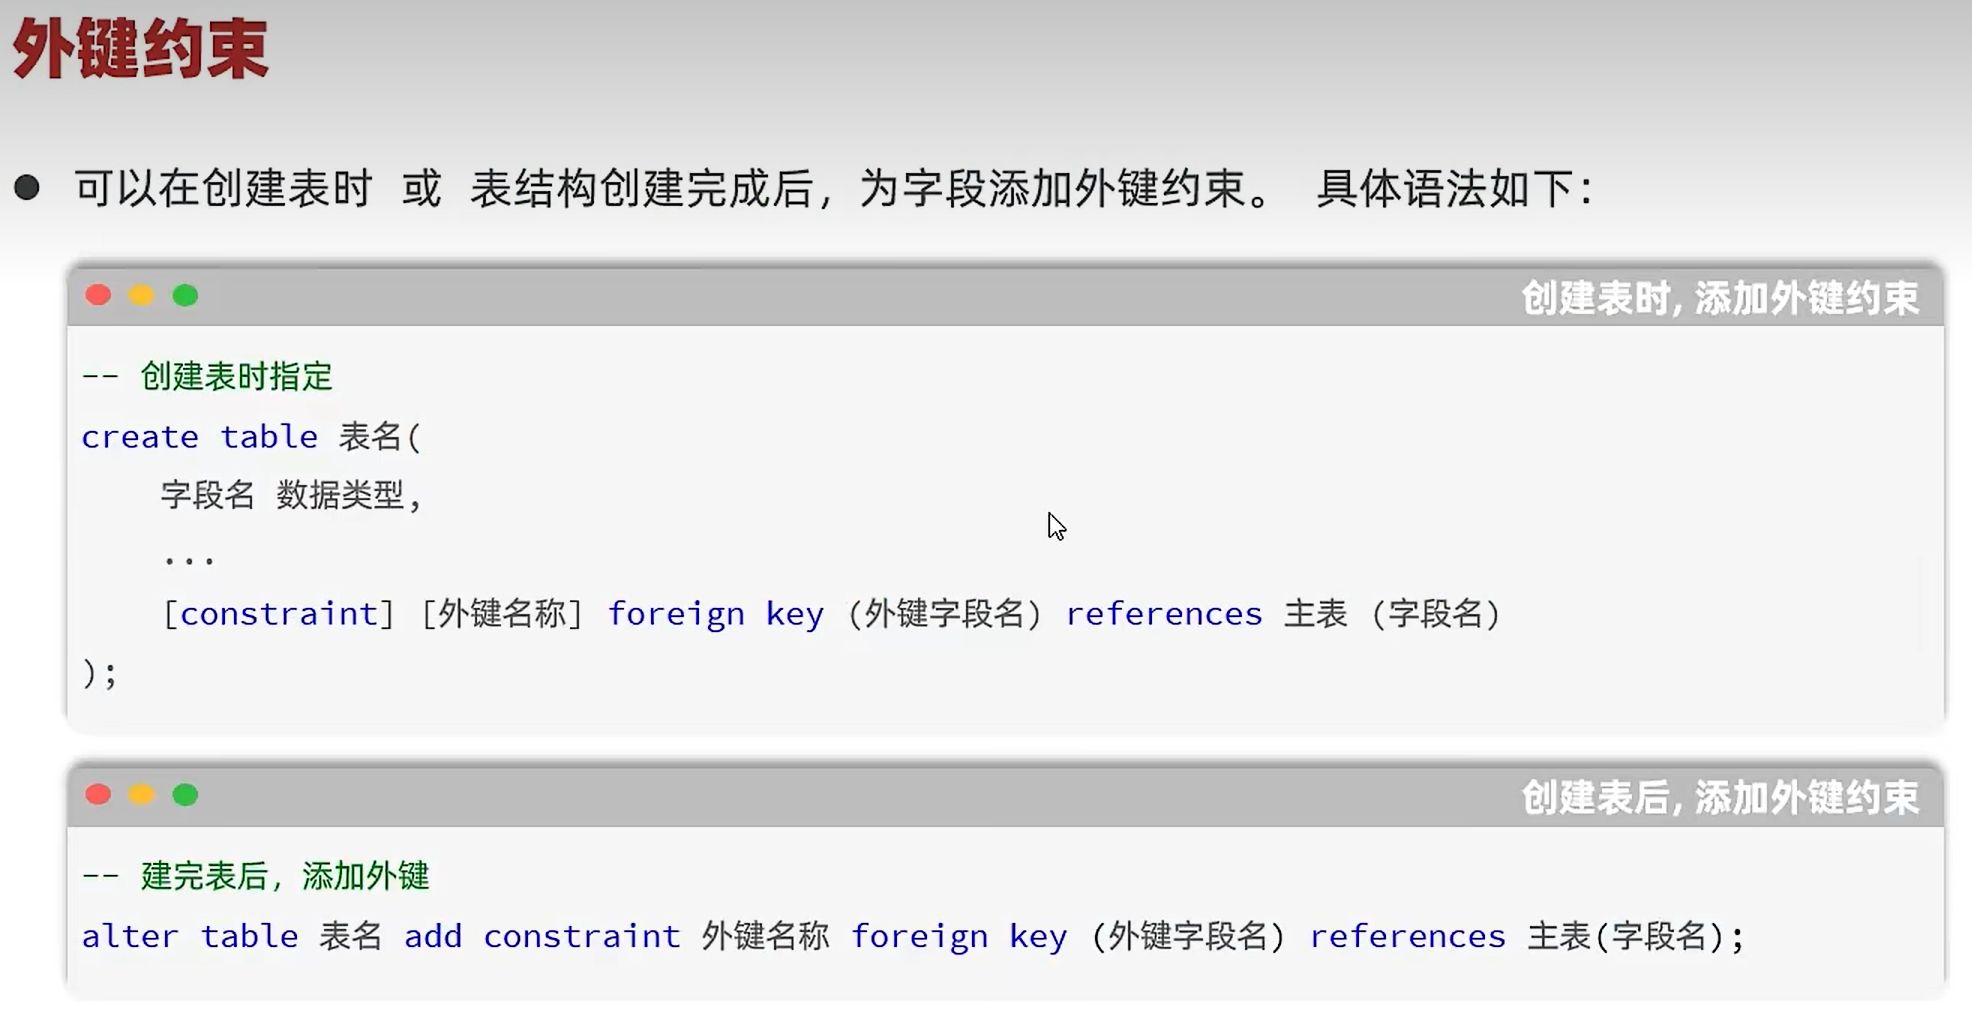 外键约束
● 可以在创建表时 或 表结构创建完成后，为字段添加外键约束。 具体语法如下：
创建表时, 添加外键约束
-- 创建表时指定
create table 表名(
字段名 数据类型,
...
[constraint] [外键名称] foreign key (外键字段名) references 主表 (字段名)
);
创建表后, 添加外键约束
-- 建完表后, 添加外键
alter table 表名 add constraint 外键名称 foreign key (外键字段名) references 主表(字段名);